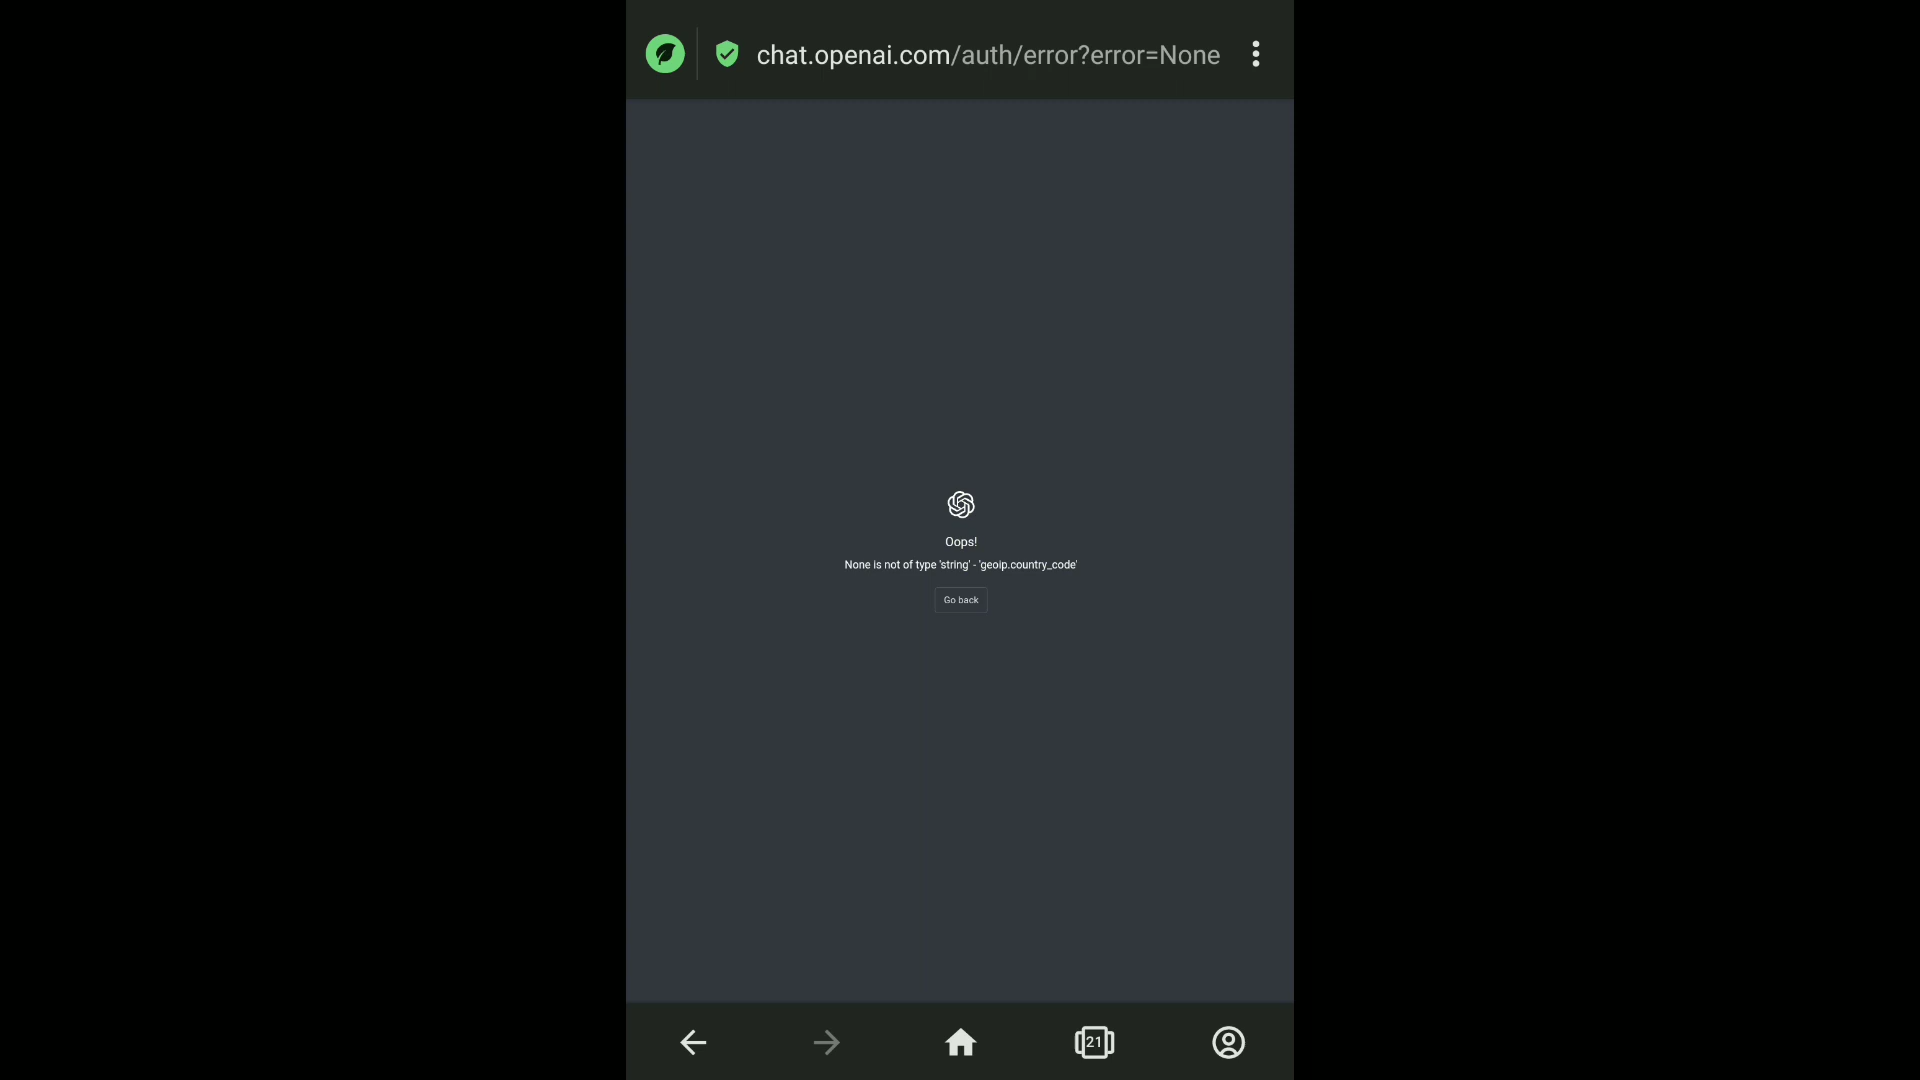 chat.openai.com/auth/error?error=None
Oops!
None is not of type 'string' - 'geoip.country_code'
Go back
21